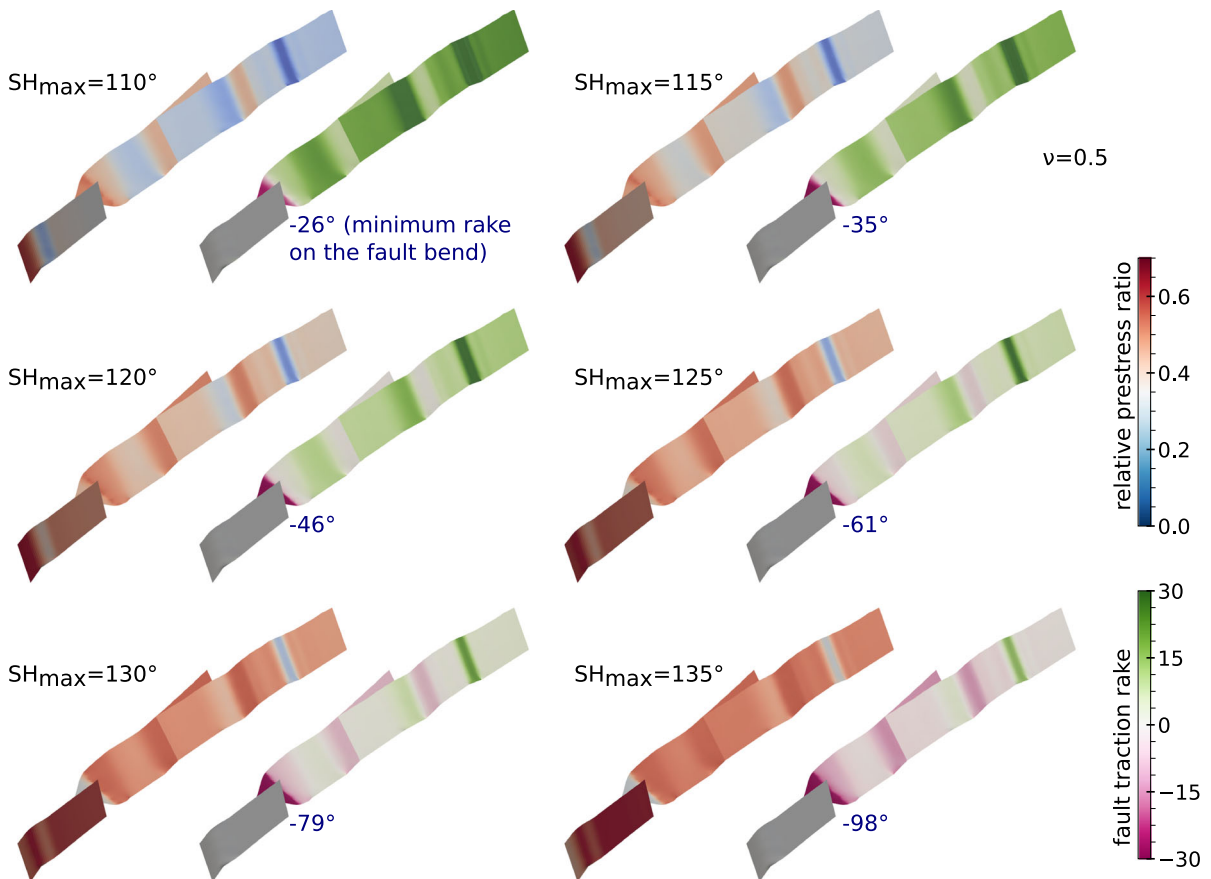 SHmax=110°
SHmax=115°
ν=0.5
-26° (minimum rake
on the fault bend)
-35°
SHmax=120°
SHmax=125°
-46°
-61°
SHmax=130°
SHmax=135°
-79°
-98°
relative prestress ratio
0.6
0.4
0.2
0.0
fault traction rake
30
15
0
−15
−30